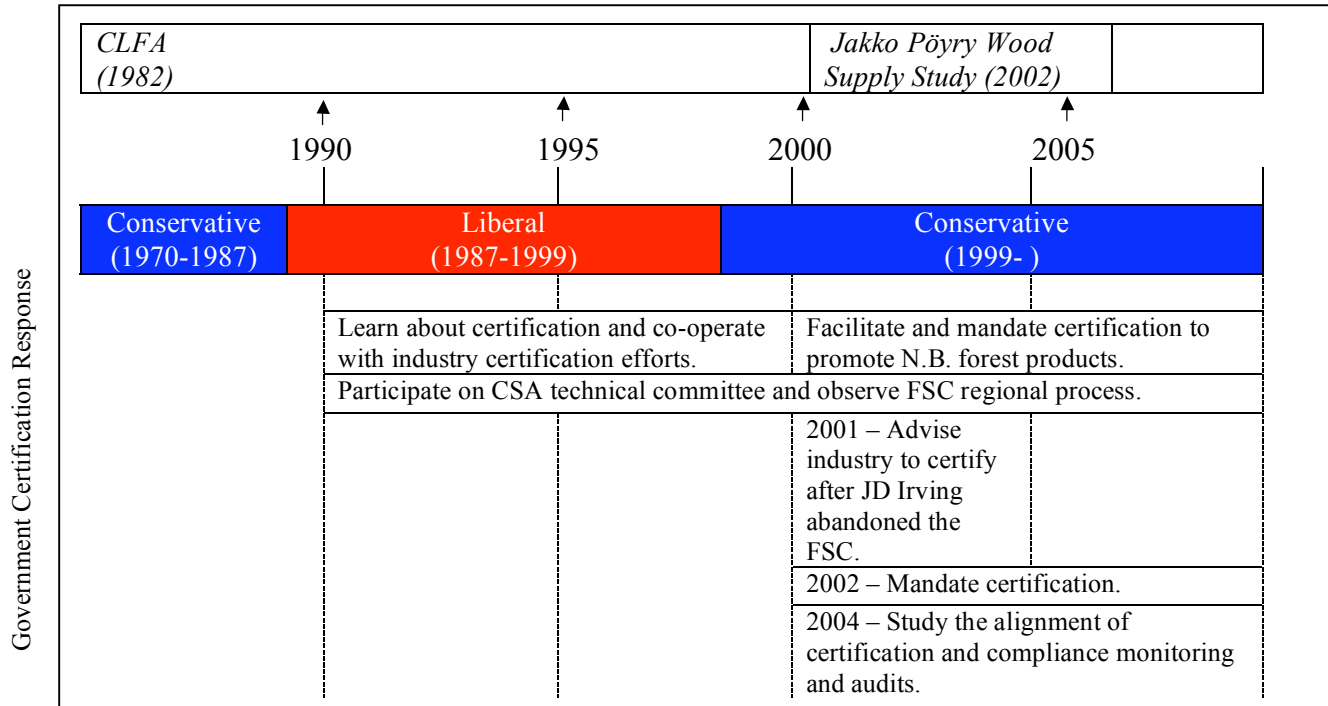 CLFA
(1982)
Jakko Pöyry Wood
Supply Study (2002)
1990
1995
2000
2005
Conservative
(1970-1987)
Liberal
(1987-1999)
Conservative
(1999- )
Government Certification Response
Learn about certification and co-operate
with industry certification efforts.
Facilitate and mandate certification to
promote N.B. forest products.
Participate on CSA technical committee and observe FSC regional process.
2001 – Advise
industry to certify
after JD Irving
abandoned the
FSC.
2002 – Mandate certification.
2004 – Study the alignment of
certification and compliance monitoring
and audits.